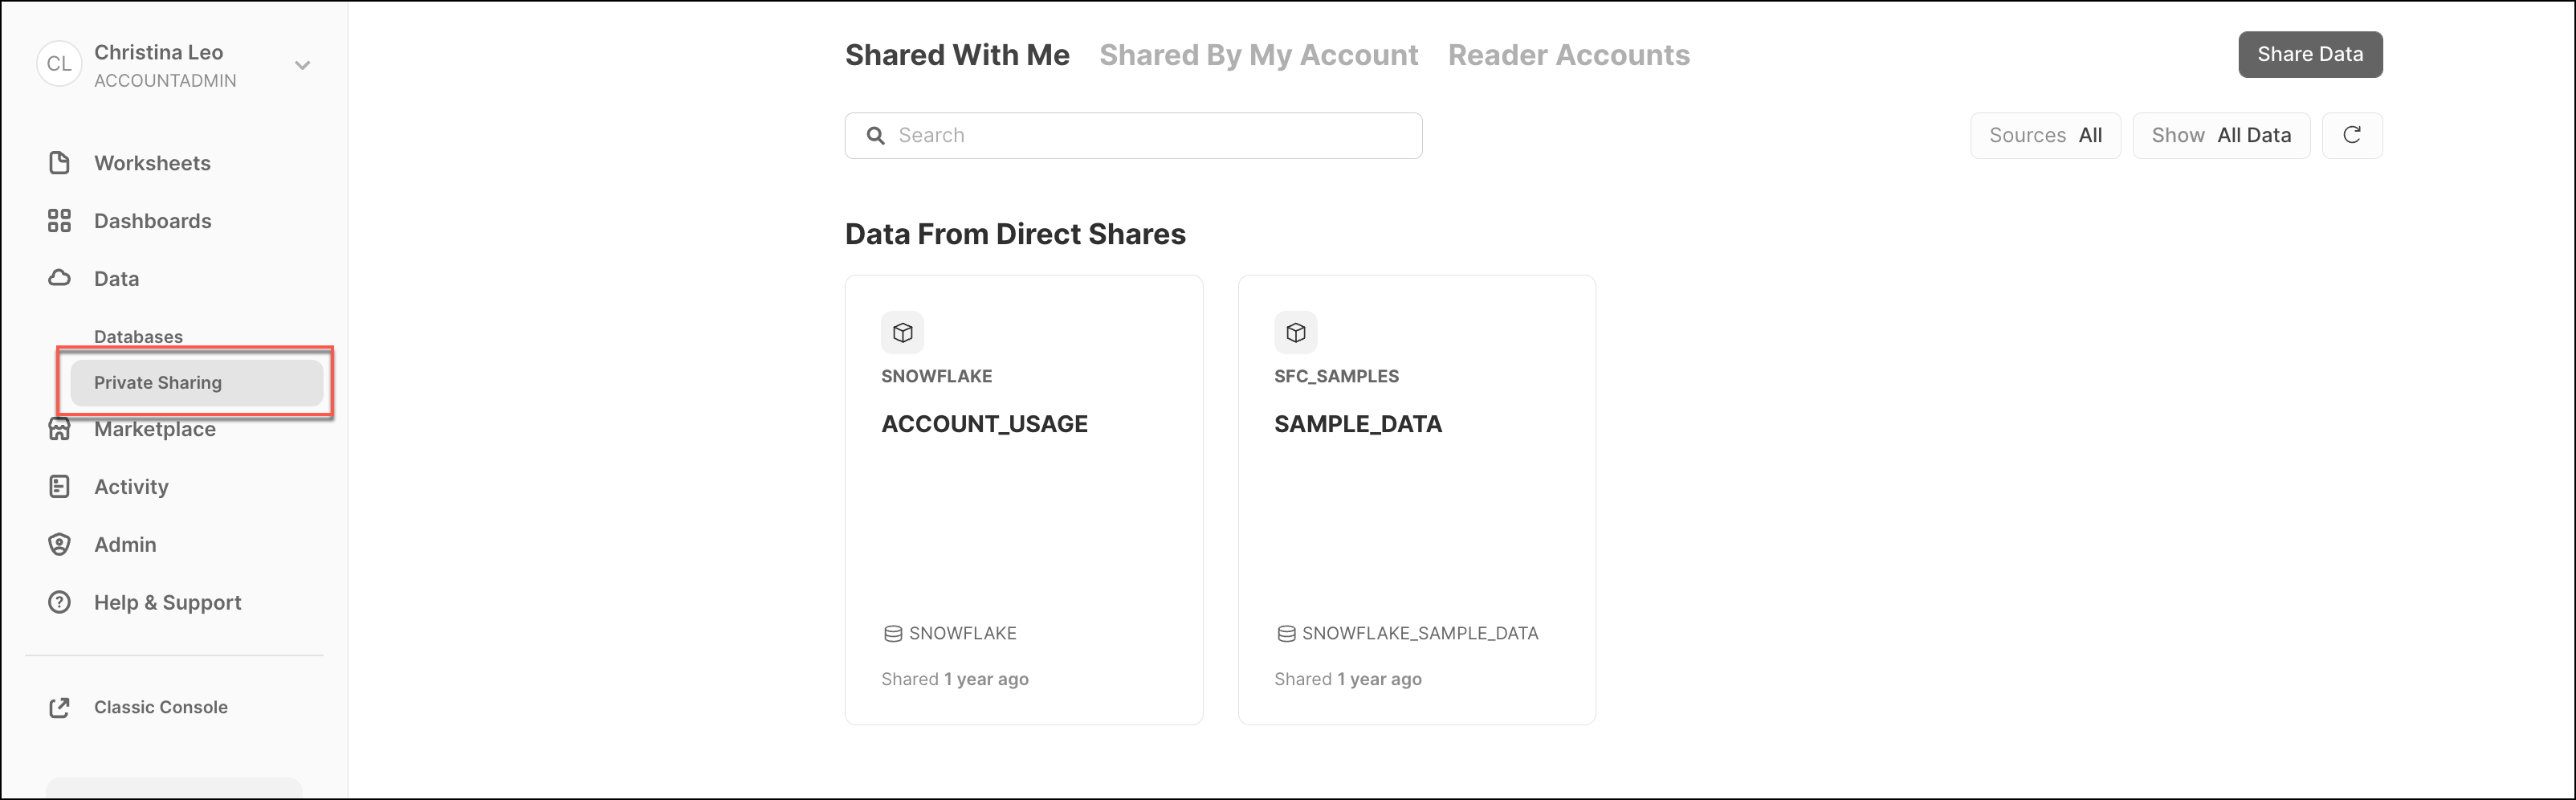 CL
Christina Leo
ACCOUNTADMIN
Worksheets
Dashboards
Data
Databases
Private Sharing
Marketplace
Activity
Admin
Help & Support
Classic Console
Shared With Me Shared By My Account Reader Accounts
Share Data
Search
Sources All
Show All Data
Data From Direct Shares
SNOWFLAKE
ACCOUNT_USAGE
SNOWFLAKE
Shared 1 year ago
SFC_SAMPLES
SAMPLE_DATA
SNOWFLAKE_SAMPLE_DATA
Shared 1 year ago